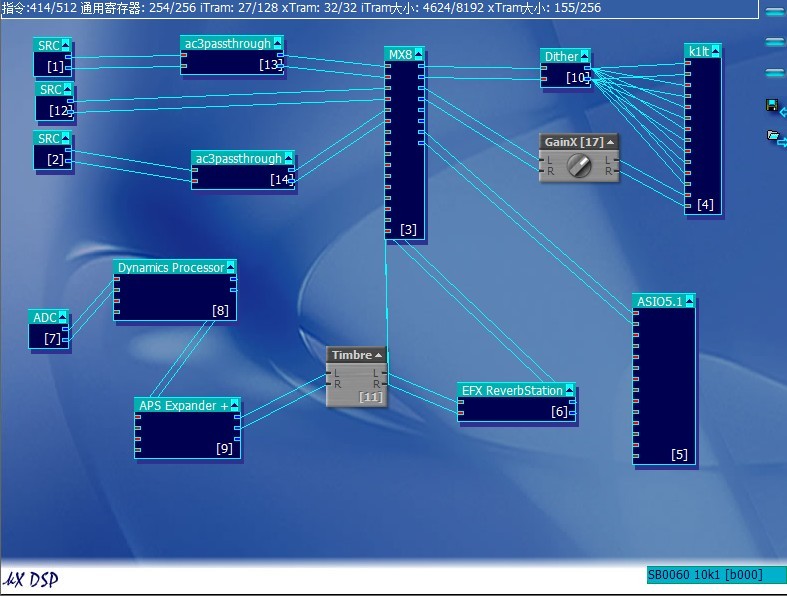 指令:414/512 通用寄存器: 254/256 iTram: 27/128 xTram: 32/32 iTram大小: 4624/8192 xTram大小: 155/256
SRC
[1]
ac3passthrough
[13]
MX8
[3]
Dither
[10]
k1lt
[4]
SRC
[12]
SRC
[2]
ac3passthrough
[14]
GainX [17]
L L
R R
Dynamics Processor
[8]
ADC
[7]
ASIO5.1
[5]
Timbre
L L
R R
[11]
EFX ReverbStation
[6]
APS Expander +
[9]
kX DSP
SB0060 10k1 [b000]